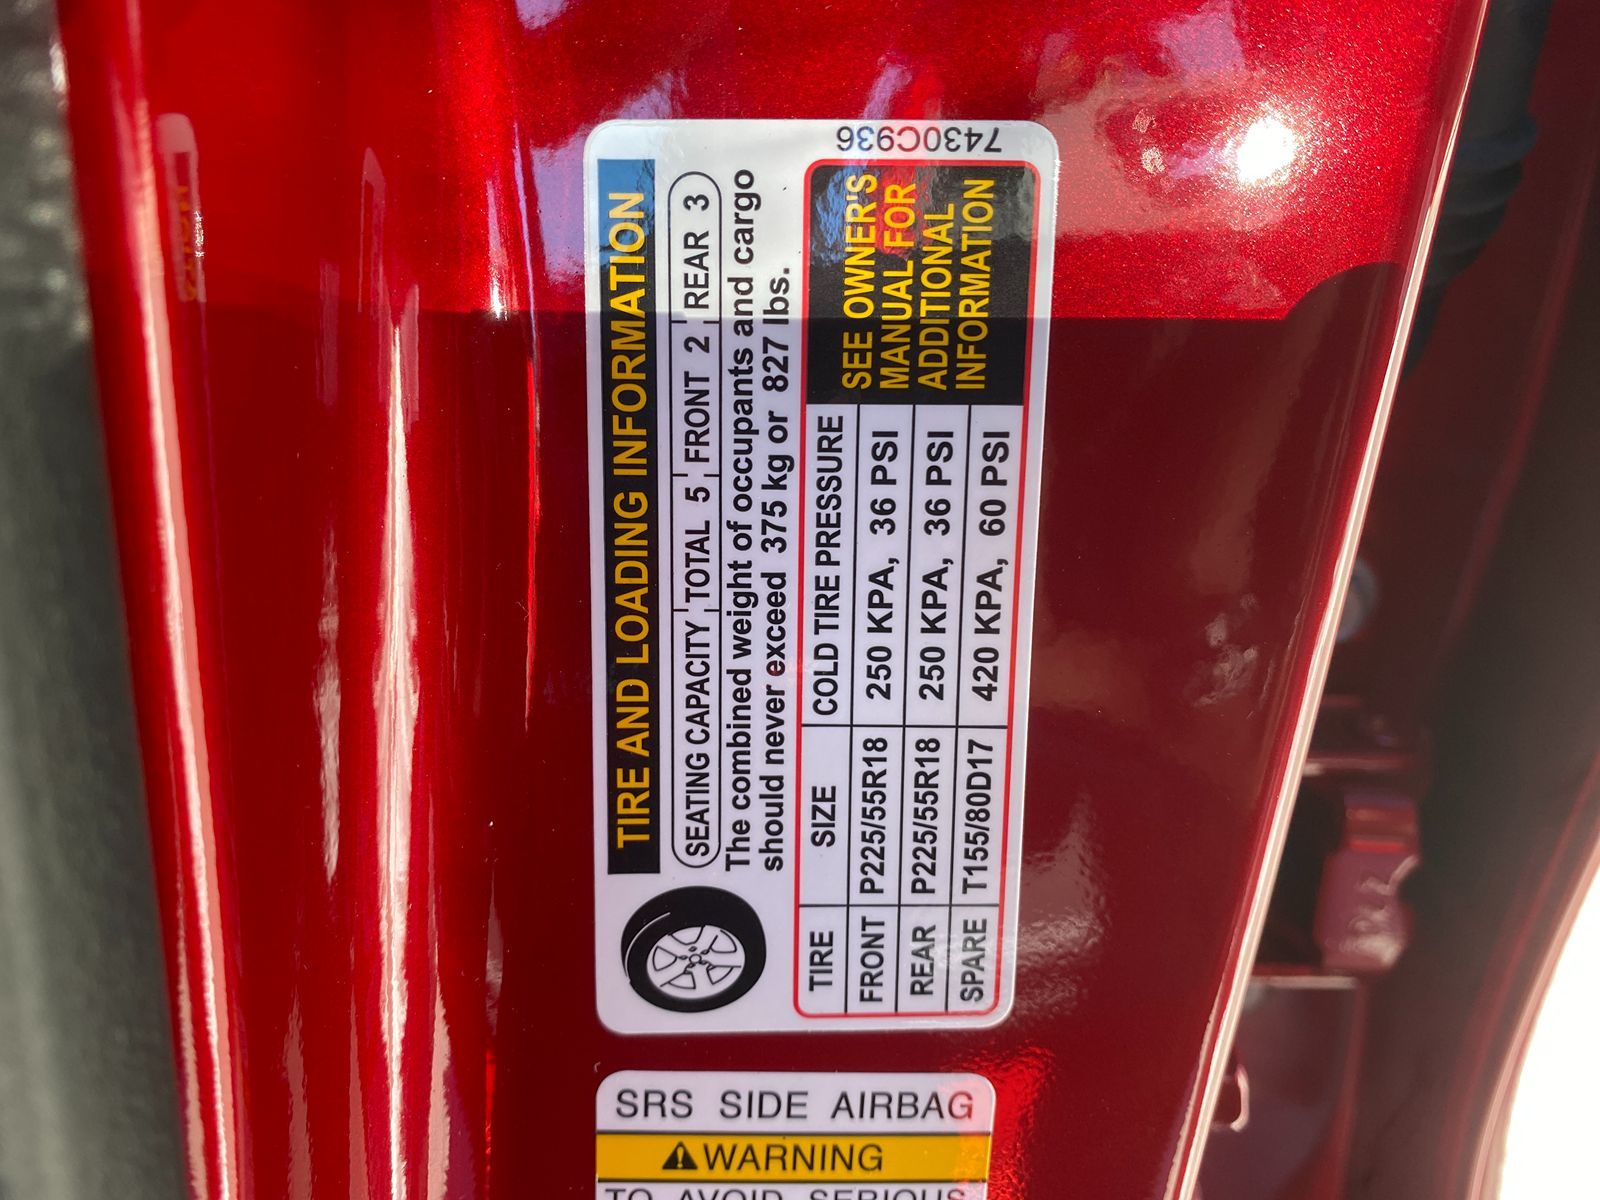 TIRE AND LOADING INFORMATION
SEATING CAPACITY TOTAL 5 FRONT 2 REAR 3
The combined weight of occupants and cargo
should never exceed 375 kg or 827 lbs.
TIRE SIZE COLD TIRE PRESSURE
FRONT P225/55R18 250 KPA, 36 PSI
REAR P225/55R18 250 KPA, 36 PSI
SPARE T155/80D17 420 KPA, 60 PSI
SEE OWNER'S
MANUAL FOR
ADDITIONAL
INFORMATION
7430C936
SRS SIDE AIRBAG
WARNING
TO AVOID SERIOUS